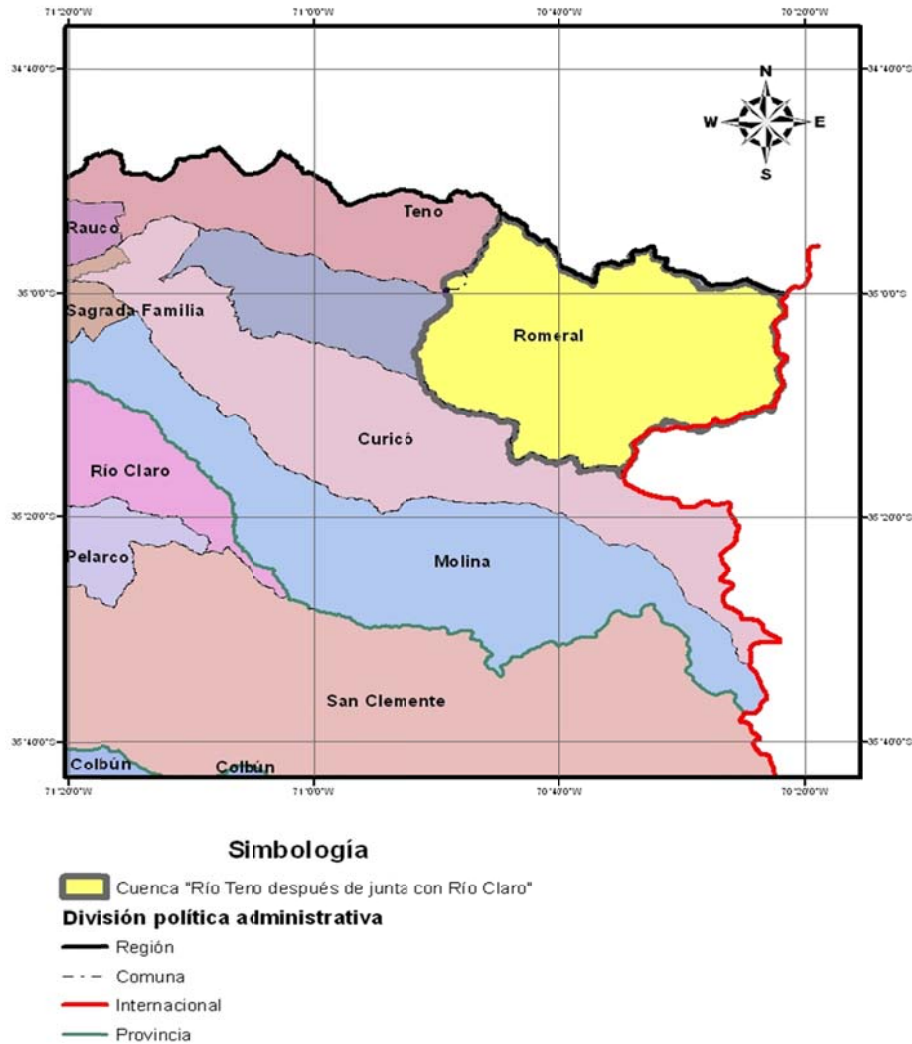 71°20'0"W 71°0'0"W 70°40'0"W 70°20'0"W
34°40'0"S 34°40'0"S
N
W E
S
Teno
Rauco
35°0'0"S 35°0'0"S
Sagrada Familia
Romeral
Curicó
Río Claro
35°20'0"S 35°20'0"S
Pelarco
Molina
San Clemente
35°40'0"S 35°40'0"S
Colbún Colbún
71°20'0"W 71°0'0"W 70°40'0"W 70°20'0"W
Simbología
Cuenca "Río Teno después de junta con Río Claro"
División política administrativa
Región
Comuna
Internacional
Provincia